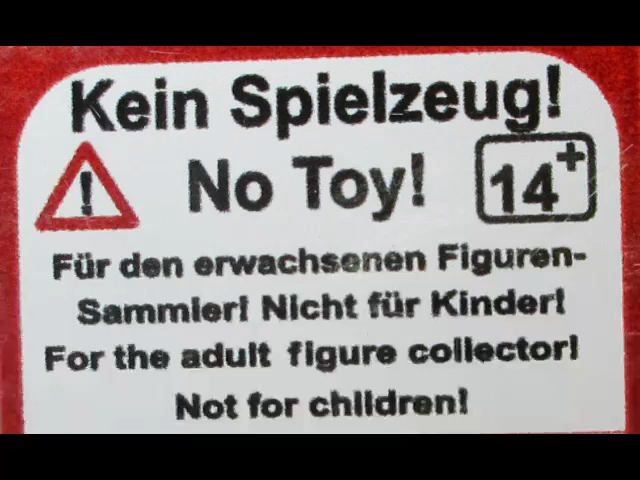 Kein Spielzeug!
No Toy! 14+
Für den erwachsenen Figuren-
Sammler! Nicht für Kinder!
For the adult figure collector!
Not for children!